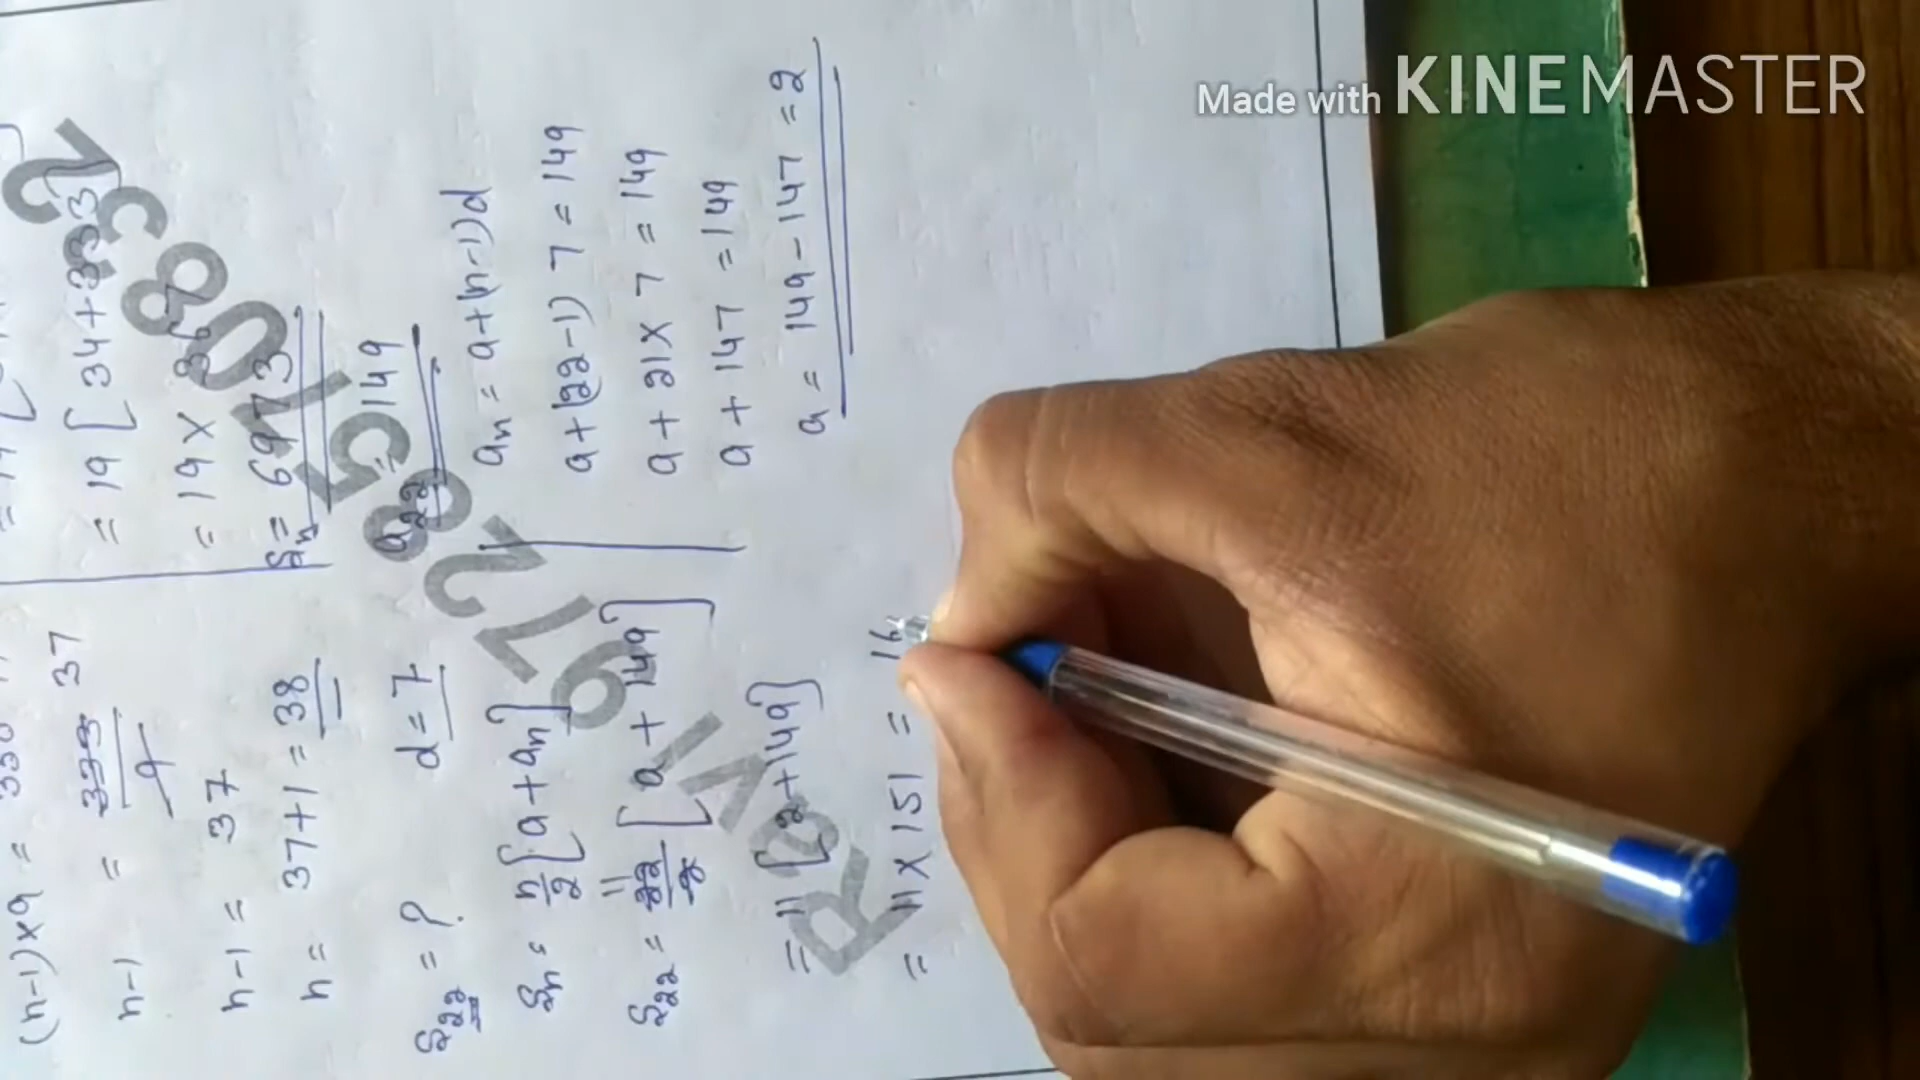 (n-1)×9 =
n-1 = 333/9 37
n-1 = 37
n = 37+1 = 38
= 19 [34+333]
= 19 × 367
Sn = 6973
S22 = ? d = 7 a22 = 149
Sn = n/2 [a + an]
S22 = 22/2 11 [a + 149]
= 11 [2+149]
= 11 × 151 = 16
an = a+(n-1)d
a+(22-1) 7 = 149
a + 21 × 7 = 149
a + 147 = 149
a = 149 - 147 = 2
Made with KINEMASTER